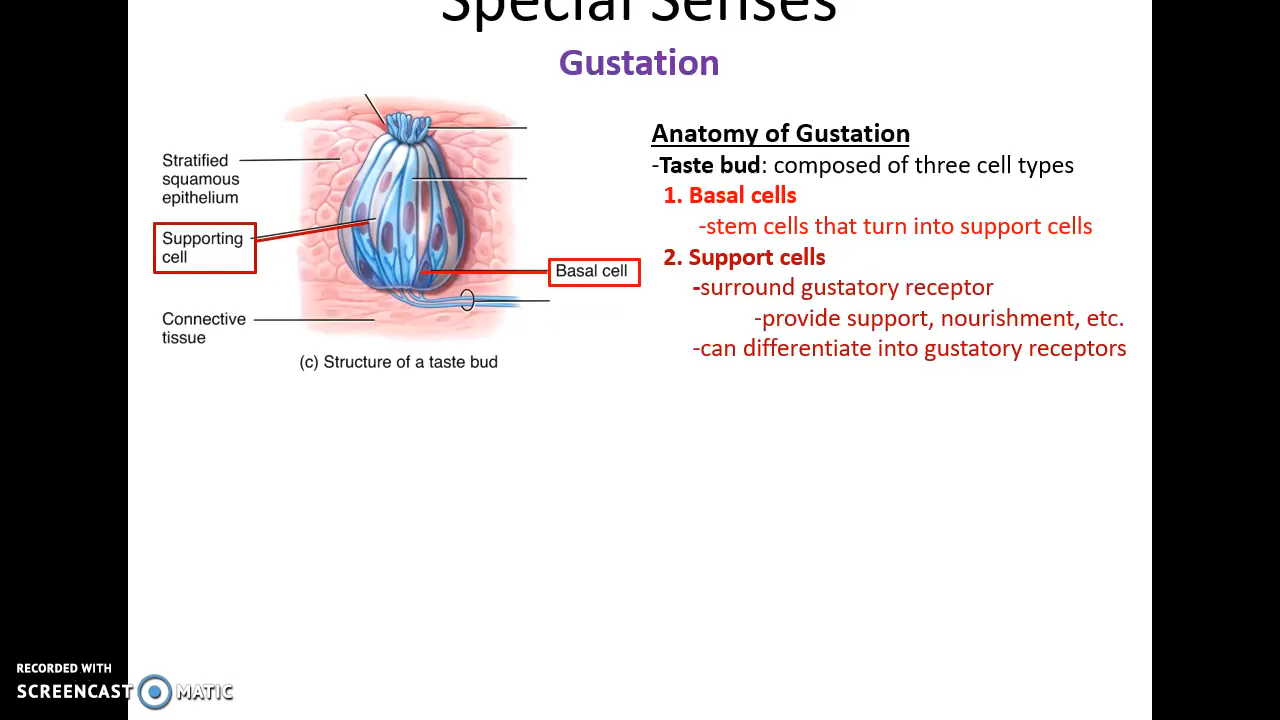 Special Senses
Gustation
Stratified
squamous
epithelium
Supporting
cell
Connective
tissue
Basal cell
(c) Structure of a taste bud
Anatomy of Gustation
-Taste bud: composed of three cell types
1. Basal cells
-stem cells that turn into support cells
2. Support cells
-surround gustatory receptor
-provide support, nourishment, etc.
-can differentiate into gustatory receptors
RECORDED WITH
SCREENCAST MATIC